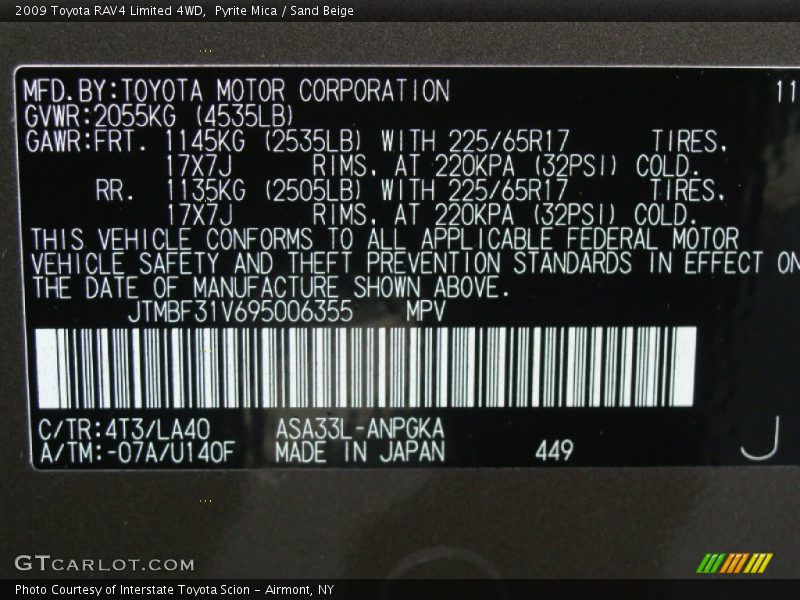 2009 Toyota RAV4 Limited 4WD,  Pyrite Mica / Sand Beige
MFD.BY:TOYOTA MOTOR CORPORATION 11
GVWR:2055KG (4535LB)
GAWR:FRT. 1145KG (2535LB) WITH 225/65R17 TIRES,
17X7J RIMS, AT 220KPA (32PSI) COLD.
RR. 1135KG (2505LB) WITH 225/65R17 TIRES,
17X7J RIMS, AT 220KPA (32PSI) COLD.
THIS VEHICLE CONFORMS TO ALL APPLICABLE FEDERAL MOTOR
VEHICLE SAFETY AND THEFT PREVENTION STANDARDS IN EFFECT ON
THE DATE OF MANUFACTURE SHOWN ABOVE.
JTMBF31V695006355 MPV
C/TR:4T3/LA40 ASA33L-ANPGKA
A/TM:-07A/U140F MADE IN JAPAN 449 J
GTCARLOT.COM
Photo Courtesy of Interstate Toyota Scion - Airmont, NY